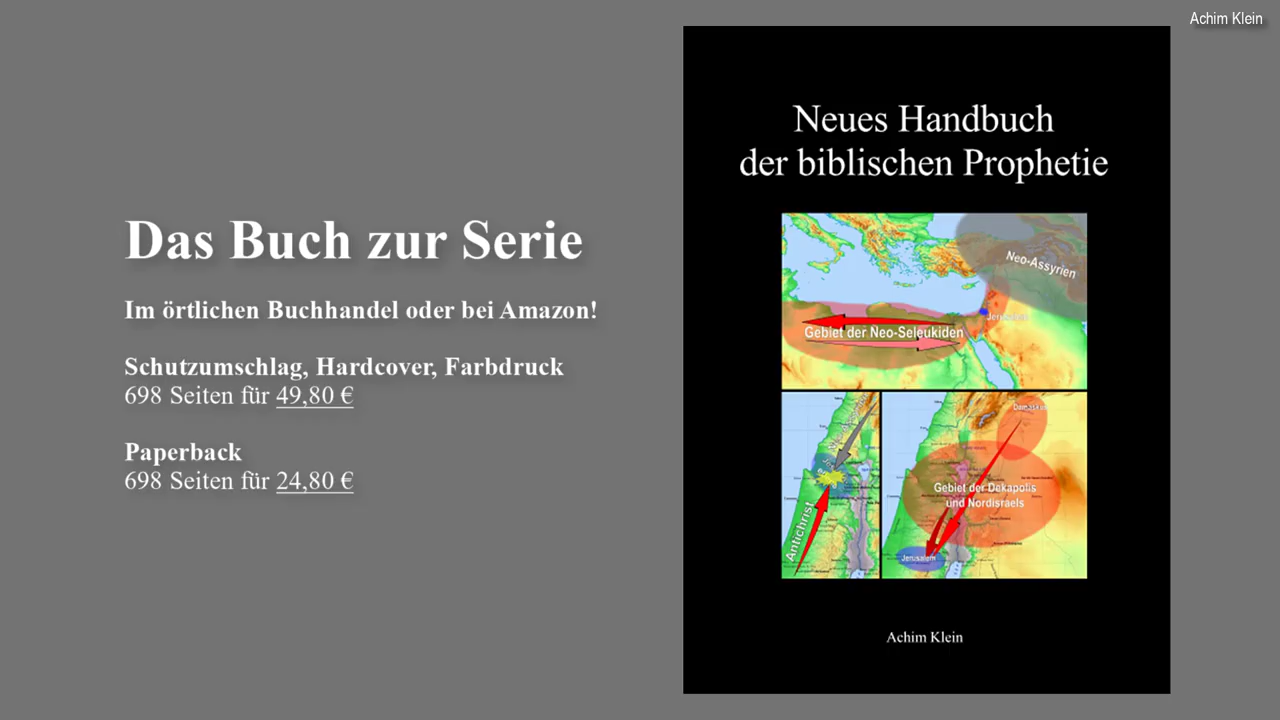 Achim Klein
Das Buch zur Serie
Im örtlichen Buchhandel oder bei Amazon!
Schutzumschlag, Hardcover, Farbdruck
698 Seiten für 49,80 €
Paperback
698 Seiten für 24,80 €
Neues Handbuch
der biblischen Prophetie
Neo-Assyrien
Jerusalem
Gebiet der Neo-Seleukiden
Antichrist
Damaskus
Gebiet der Dekapolis
und Nordisraels
Jerusalem
Achim Klein